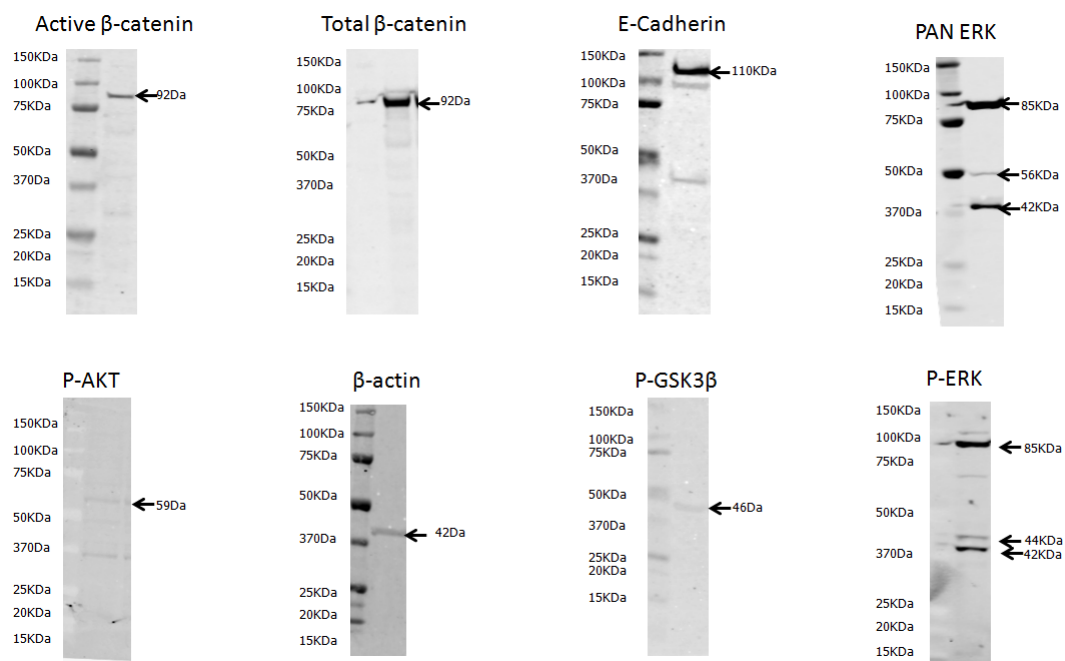 Active β-catenin
150KDa
100KDa
92Da
75KDa
50KDa
370Da
25KDa
20KDa
15KDa
Total β-catenin
150KDa
100KDa
92Da
75KDa
50KDa
370Da
25KDa
20KDa
15KDa
E-Cadherin
150KDa
110KDa
100KDa
75KDa
50KDa
370Da
25KDa
20KDa
15KDa
PAN ERK
150KDa
100KDa
85KDa
75KDa
50KDa
56KDa
42KDa
370Da
25KDa
20KDa
15KDa
P-AKT
150KDa
100KDa
75KDa
59Da
50KDa
370Da
25KDa
20KDa
15KDa
β-actin
150KDa
100KDa
75KDa
50KDa
42Da
370Da
25KDa
20KDa
15KDa
P-GSK3β
150KDa
100KDa
75KDa
50KDa
46Da
370Da
25KDa
20KDa
15KDa
P-ERK
150KDa
100KDa
85KDa
75KDa
50KDa
44KDa
370Da
42KDa
25KDa
20KDa
15KDa